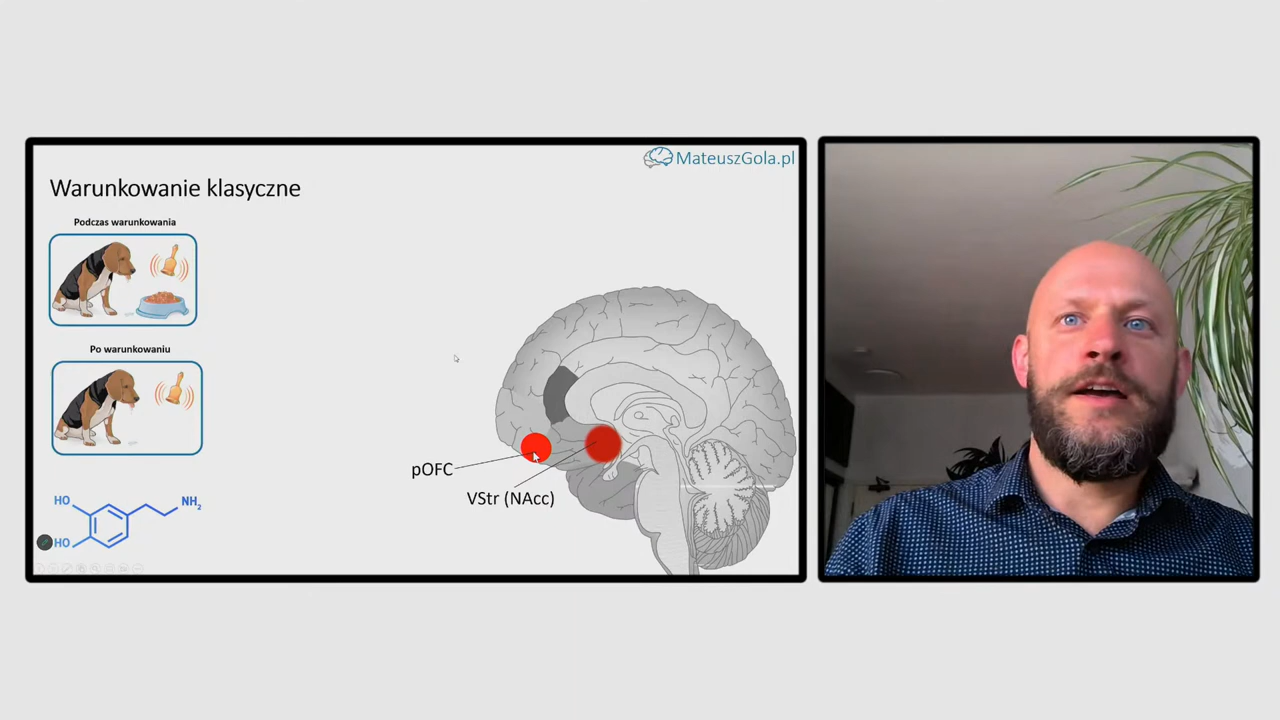 MateuszGola.pl
Warunkowanie klasyczne
Podczas warunkowania
Po warunkowaniu
pOFC
VStr (NAcc)
HO
NH₂
HO